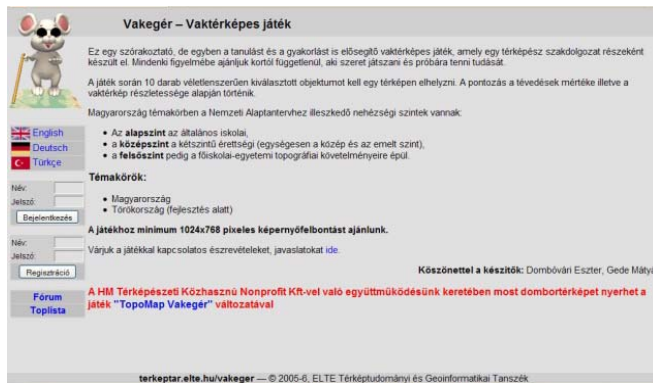 Vakegér – Vaktérképes játék
Ez egy szórakoztató, de egyben a tanulást és a gyakorlást is elősegítő vaktérképes játék, amely egy térképész szakdolgozat részeként
készült el. Mindenki figyelmébe ajánljuk kortól függetlenül, aki szeret játszani és próbára tenni tudását.
A játék során 10 darab véletlenszerűen kiválasztott objektumot kell egy térképen elhelyzni. A pontozás a tévedések mértéke illetve a
vaktérkép részletessége alapján történik.
Magyarország témakörben a Nemzeti Alaptantervhez illeszkedő nehézségi szintek vannak:
• Az alapszint az általános iskolai,
• a középszint a kétszintű érettségi (egységesen a közép és az emelt szint),
• a felsőszint pedig a főiskolai-egyetemi topográfiai követelményeire épül.
Témakörök:
• Magyarország
• Törökország (fejlesztés alatt)
A játékhoz minimum 1024x768 pixeles képernyőfelbontást ajánlunk.
Várjuk a játékkal kapcsolatos észrevételeket, javaslatokat ide.
Köszönettel a készítők: Dombóvári Eszter, Gede Máty
A HM Térképészeti Közhasznú Nonprofit Kft-vel való együttműködésünk keretében most dombortérképet nyerhet a
játék "TopoMap Vakegér" változatával
English
Deutsch
Türkçe
Név:
Jelszó:
Bejelentkezés
Név:
Jelszó:
Regisztráció
Fórum
Toplista
terkeptar.elte.hu/vakeger — © 2005-6, ELTE Térképtudományi és Geoinformatikai Tanszék